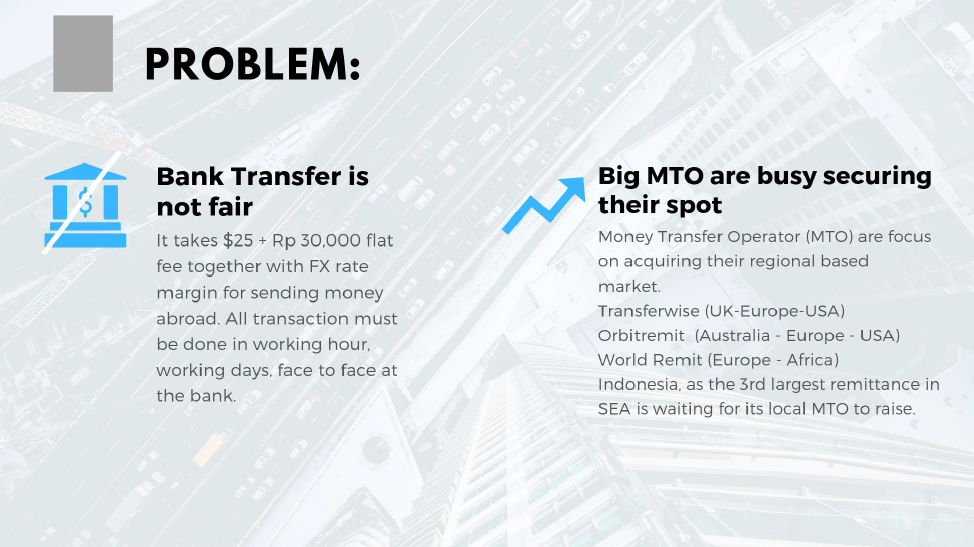 PROBLEM:
Bank Transfer is
not fair
It takes $25 + Rp 30,000 flat
fee together with FX rate
margin for sending money
abroad. All transaction must
be done in working hour,
working days, face to face at
the bank.
Big MTO are busy securing
their spot
Money Transfer Operator (MTO) are focus
on acquiring their regional based
market.
Transferwise (UK-Europe-USA)
Orbitremit (Australia - Europe - USA)
World Remit (Europe - Africa)
Indonesia, as the 3rd largest remittance in
SEA is waiting for its local MTO to raise.